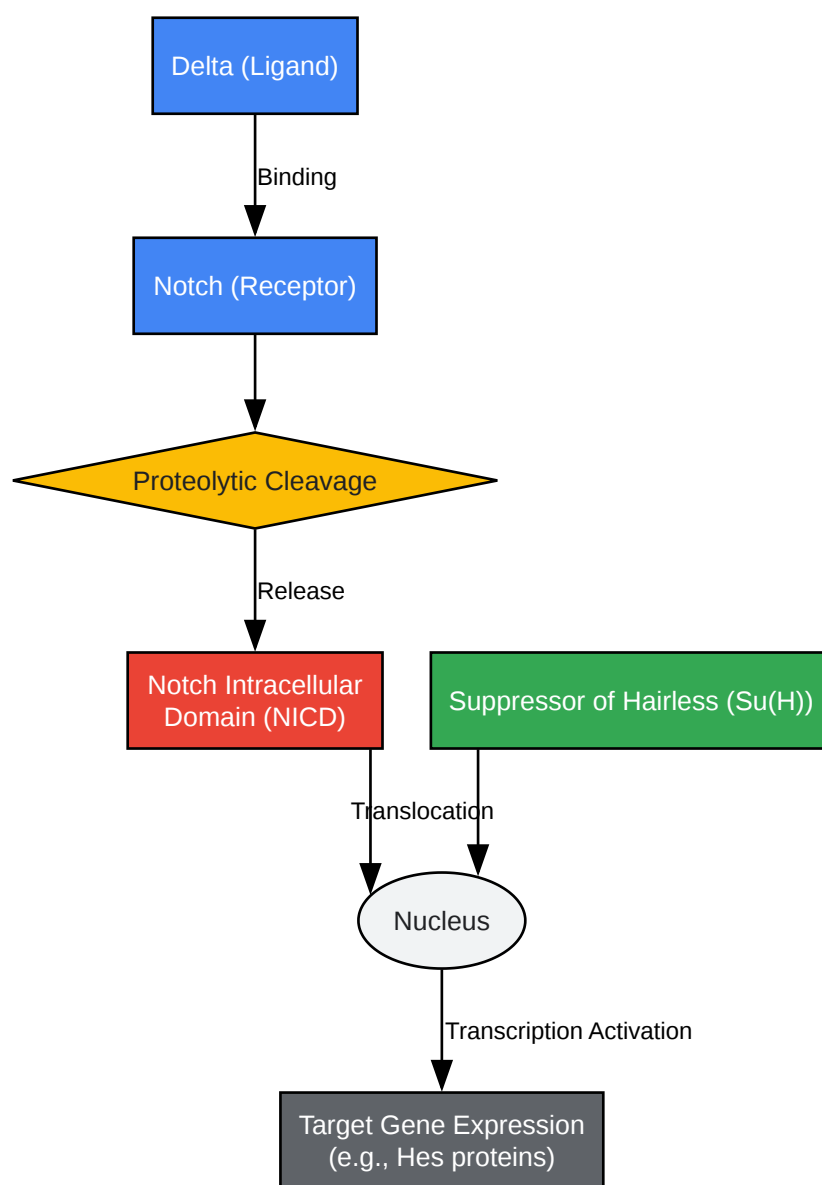 Delta (Ligand)
Binding
Notch (Receptor)
Proteolytic Cleavage
Release
Notch Intracellular
Domain (NICD)
Suppressor of Hairless (Su(H))
Translocation
Nucleus
Transcription Activation
Target Gene Expression
(e.g., Hes proteins)